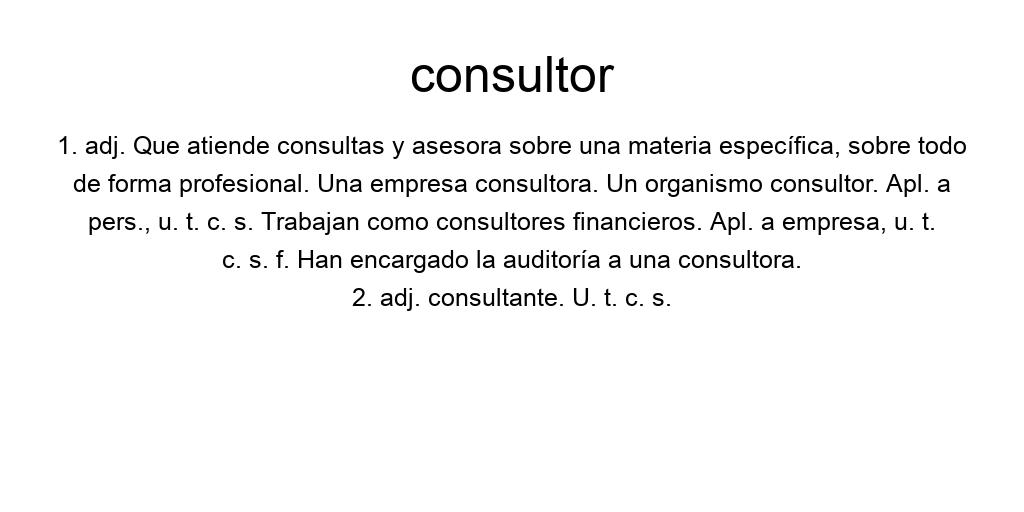 consultor
1. adj. Que atiende consultas y asesora sobre una materia específica, sobre todo
de forma profesional. Una empresa consultora. Un organismo consultor. Apl. a
pers., u. t. c. s. Trabajan como consultores financieros. Apl. a empresa, u. t.
c. s. f. Han encargado la auditoría a una consultora.
2. adj. consultante. U. t. c. s.